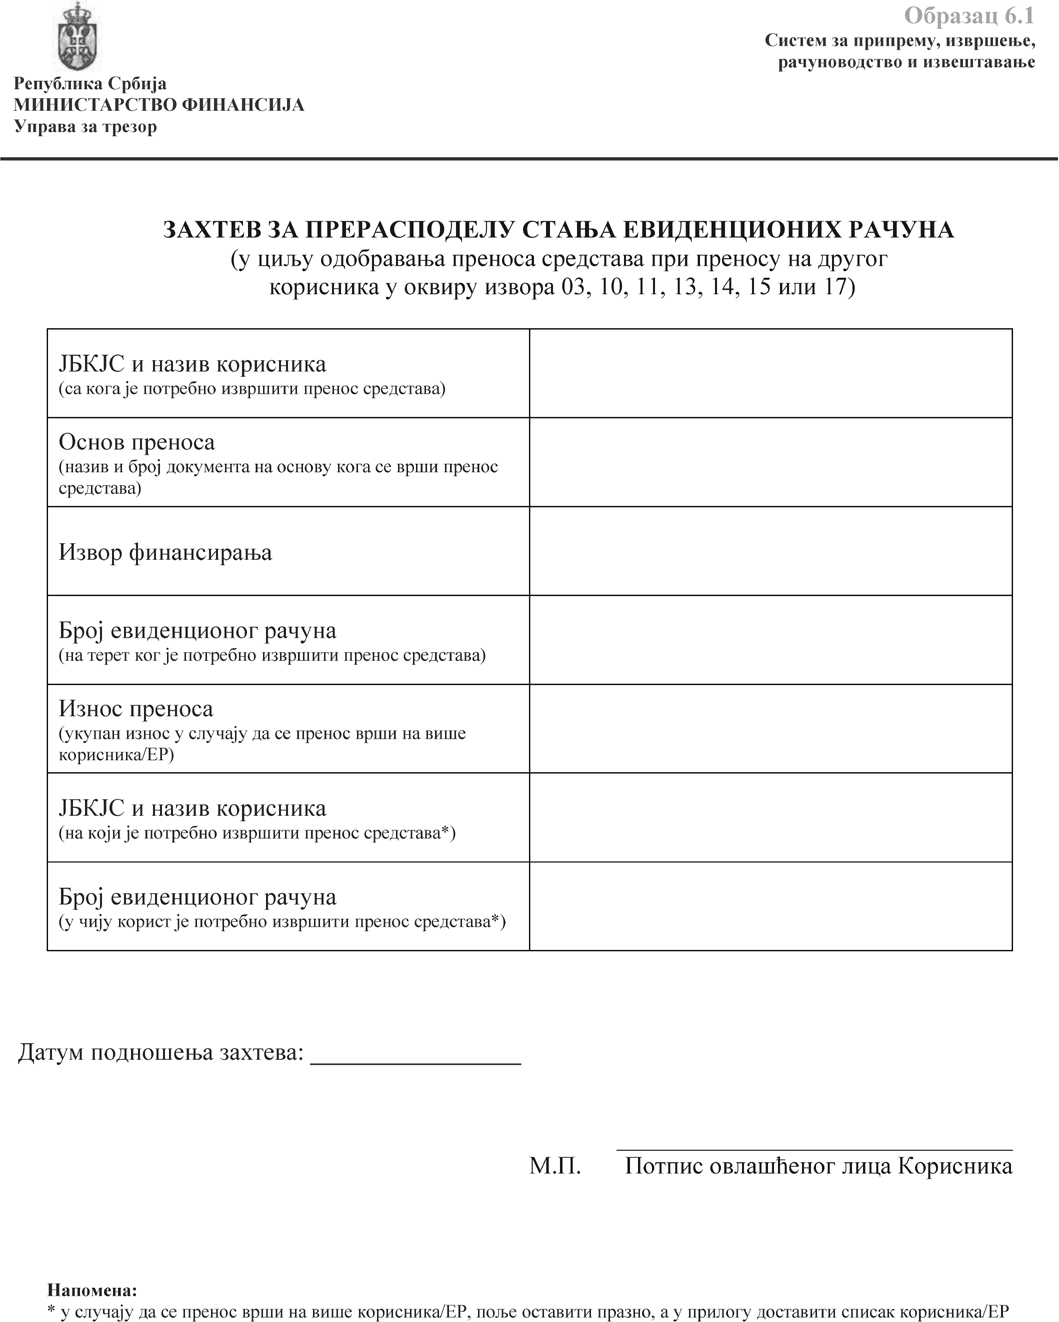 Образац 6.1
Систем за припрему, извршење,
рачуноводство и извештавање
Република Србија
МИНИСТАРСТВО ФИНАНСИЈА
Управа за трезор
ЗАХТЕВ ЗА ПРЕРАСПОДЕЛУ СТАЊА ЕВИДЕНЦИОНИХ РАЧУНА
(у циљу одобравања преноса средстава при преносу на другог
корисника у оквиру извора 03, 10, 11, 13, 14, 15 или 17)
ЈБКЈС и назив корисника
(са кога је потребно извршити пренос средстава)
Основ преноса
(назив и број документа на основу кога се врши пренос
средстава)
Извор финансирања
Број евиденционог рачуна
(на терет ког је потребно извршити пренос средстава)
Износ преноса
(укупан износ у случају да се пренос врши на више
корисника/ЕР)
ЈБКЈС и назив корисника
(на који је потребно извршити пренос средстава*)
Број евиденционог рачуна
(у чију корист је потребно извршити пренос средстава*)
Датум подношења захтева:
М.П. Потпис овлашћеног лица Корисника
Напомена:
* у случају да се пренос врши на више корисника/ЕР, поље оставити празно, а у прилогу доставити списак корисника/ЕР